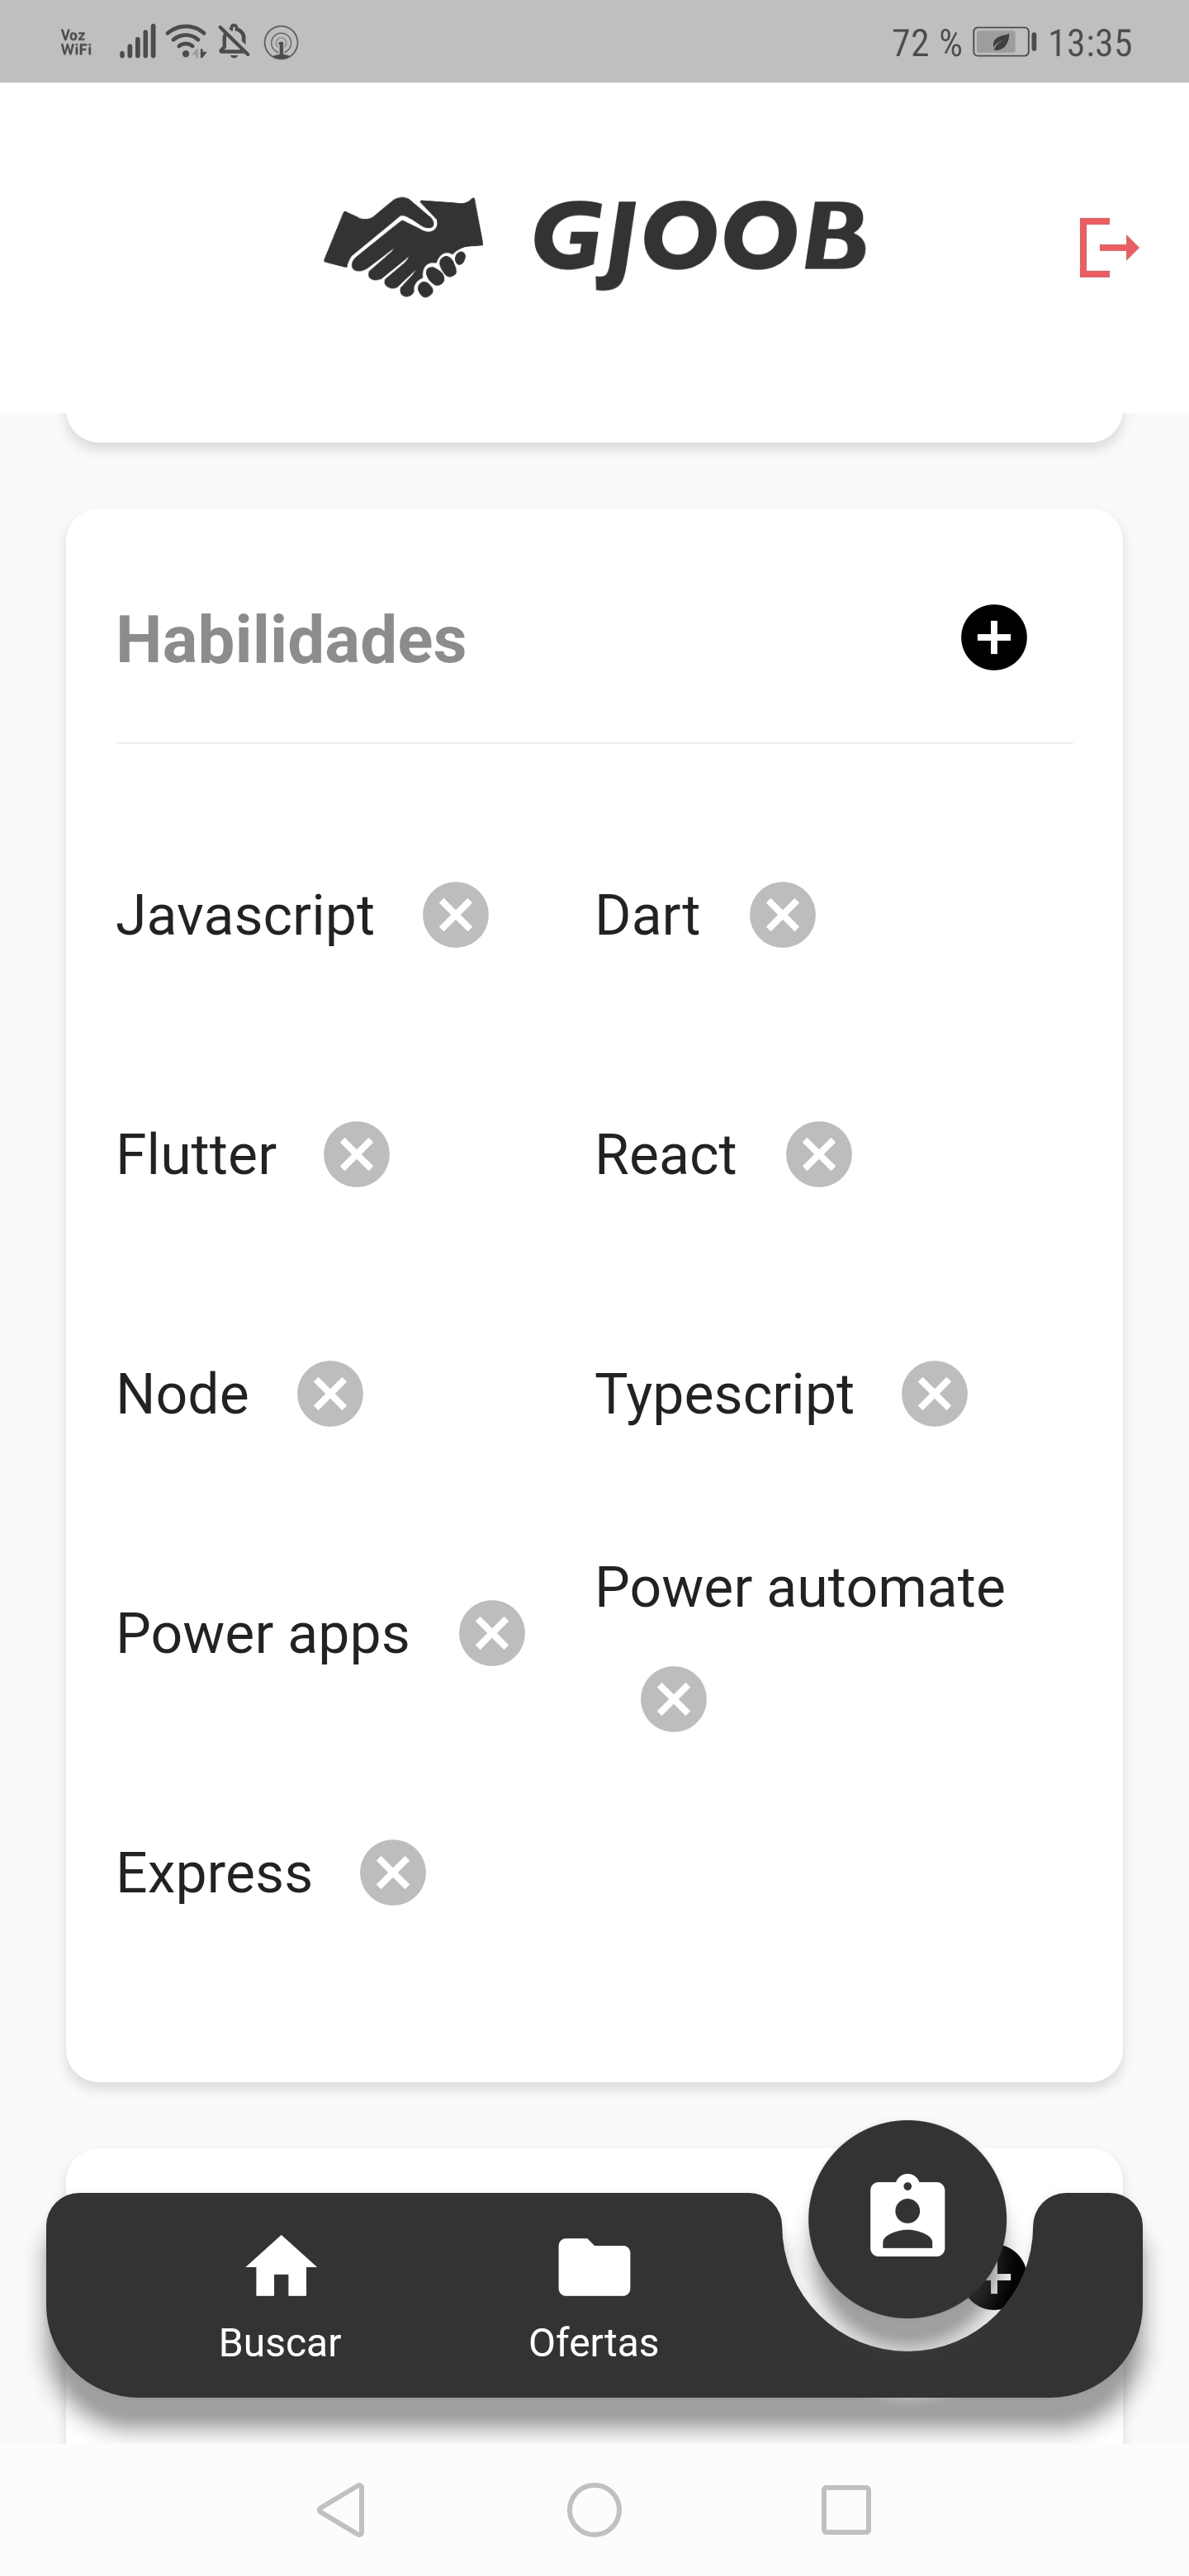 Voz
WiFi
72 %
13:35
GJOOB
Habilidades
Javascript
Dart
Flutter
React
Node
Typescript
Power apps
Power automate
Express
Buscar
Ofertas